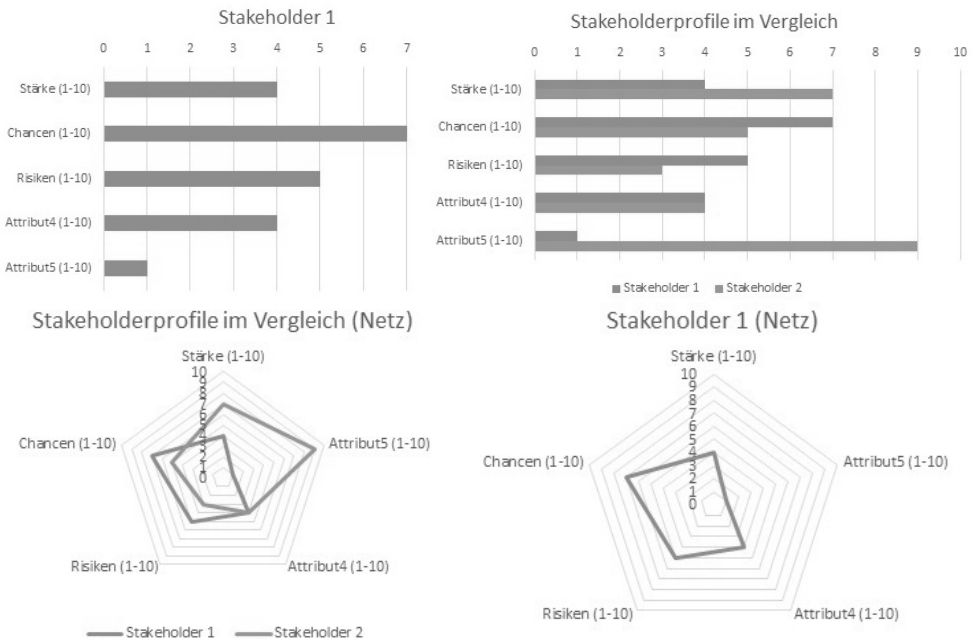 Stakeholder 1
0 1 2 3 4 5 6 7
Stärke (1-10)
Chancen (1-10)
Risiken (1-10)
Attribut4 (1-10)
Attribut5 (1-10)
Stakeholderprofile im Vergleich
0 1 2 3 4 5 6 7 8 9 10
Stärke (1-10)
Chancen (1-10)
Risiken (1-10)
Attribut4 (1-10)
Attribut5 (1-10)
Stakeholder 1 Stakeholder 2
Stakeholderprofile im Vergleich (Netz)
Stärke (1-10)
10
9
8
7
6
5
4
3
2
1
0
Chancen (1-10)
Attribut5 (1-10)
Risiken (1-10)
Attribut4 (1-10)
Stakeholder 1 Stakeholder 2
Stakeholder 1 (Netz)
Stärke (1-10)
10
9
8
7
6
5
4
3
2
1
0
Chancen (1-10)
Attribut5 (1-10)
Risiken (1-10)
Attribut4 (1-10)